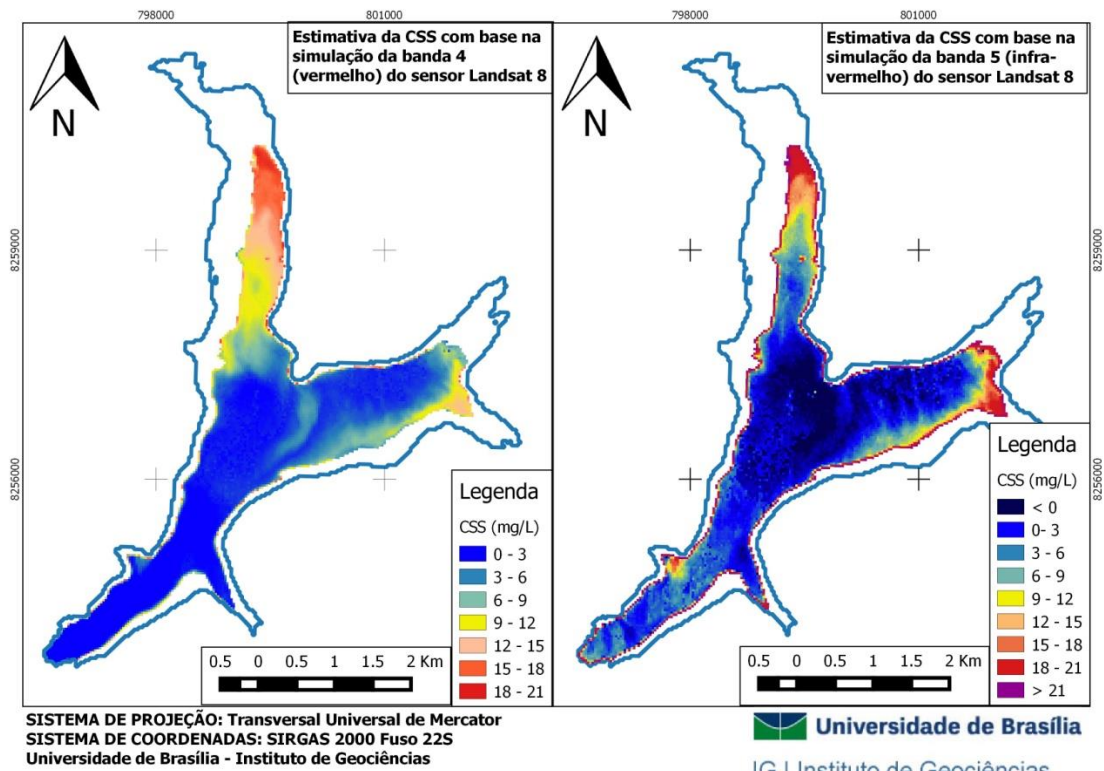 798000
801000
798000
801000
Estimativa da CSS com base na
simulação da banda 4
(vermelho) do sensor Landsat 8
Estimativa da CSS com base na
simulação da banda 5 (infra-
vermelho) do sensor Landsat 8
N
N
8259000
8259000
8256000
8256000
Legenda
CSS (mg/L)
0 - 3
3 - 6
6 - 9
9 - 12
12 - 15
15 - 18
18 - 21
Legenda
CSS (mg/L)
< 0
0- 3
3 - 6
6 - 9
9 - 12
12 - 15
15 - 18
18 - 21
> 21
0.5 0 0.5 1 1.5 2 Km
0.5 0 0.5 1 1.5 2 Km
SISTEMA DE PROJEÇÃO: Transversal Universal de Mercator
SISTEMA DE COORDENADAS: SIRGAS 2000 Fuso 22S
Universidade de Brasília - Instituto de Geociências
Universidade de Brasília
IG | Instituto de Geociências